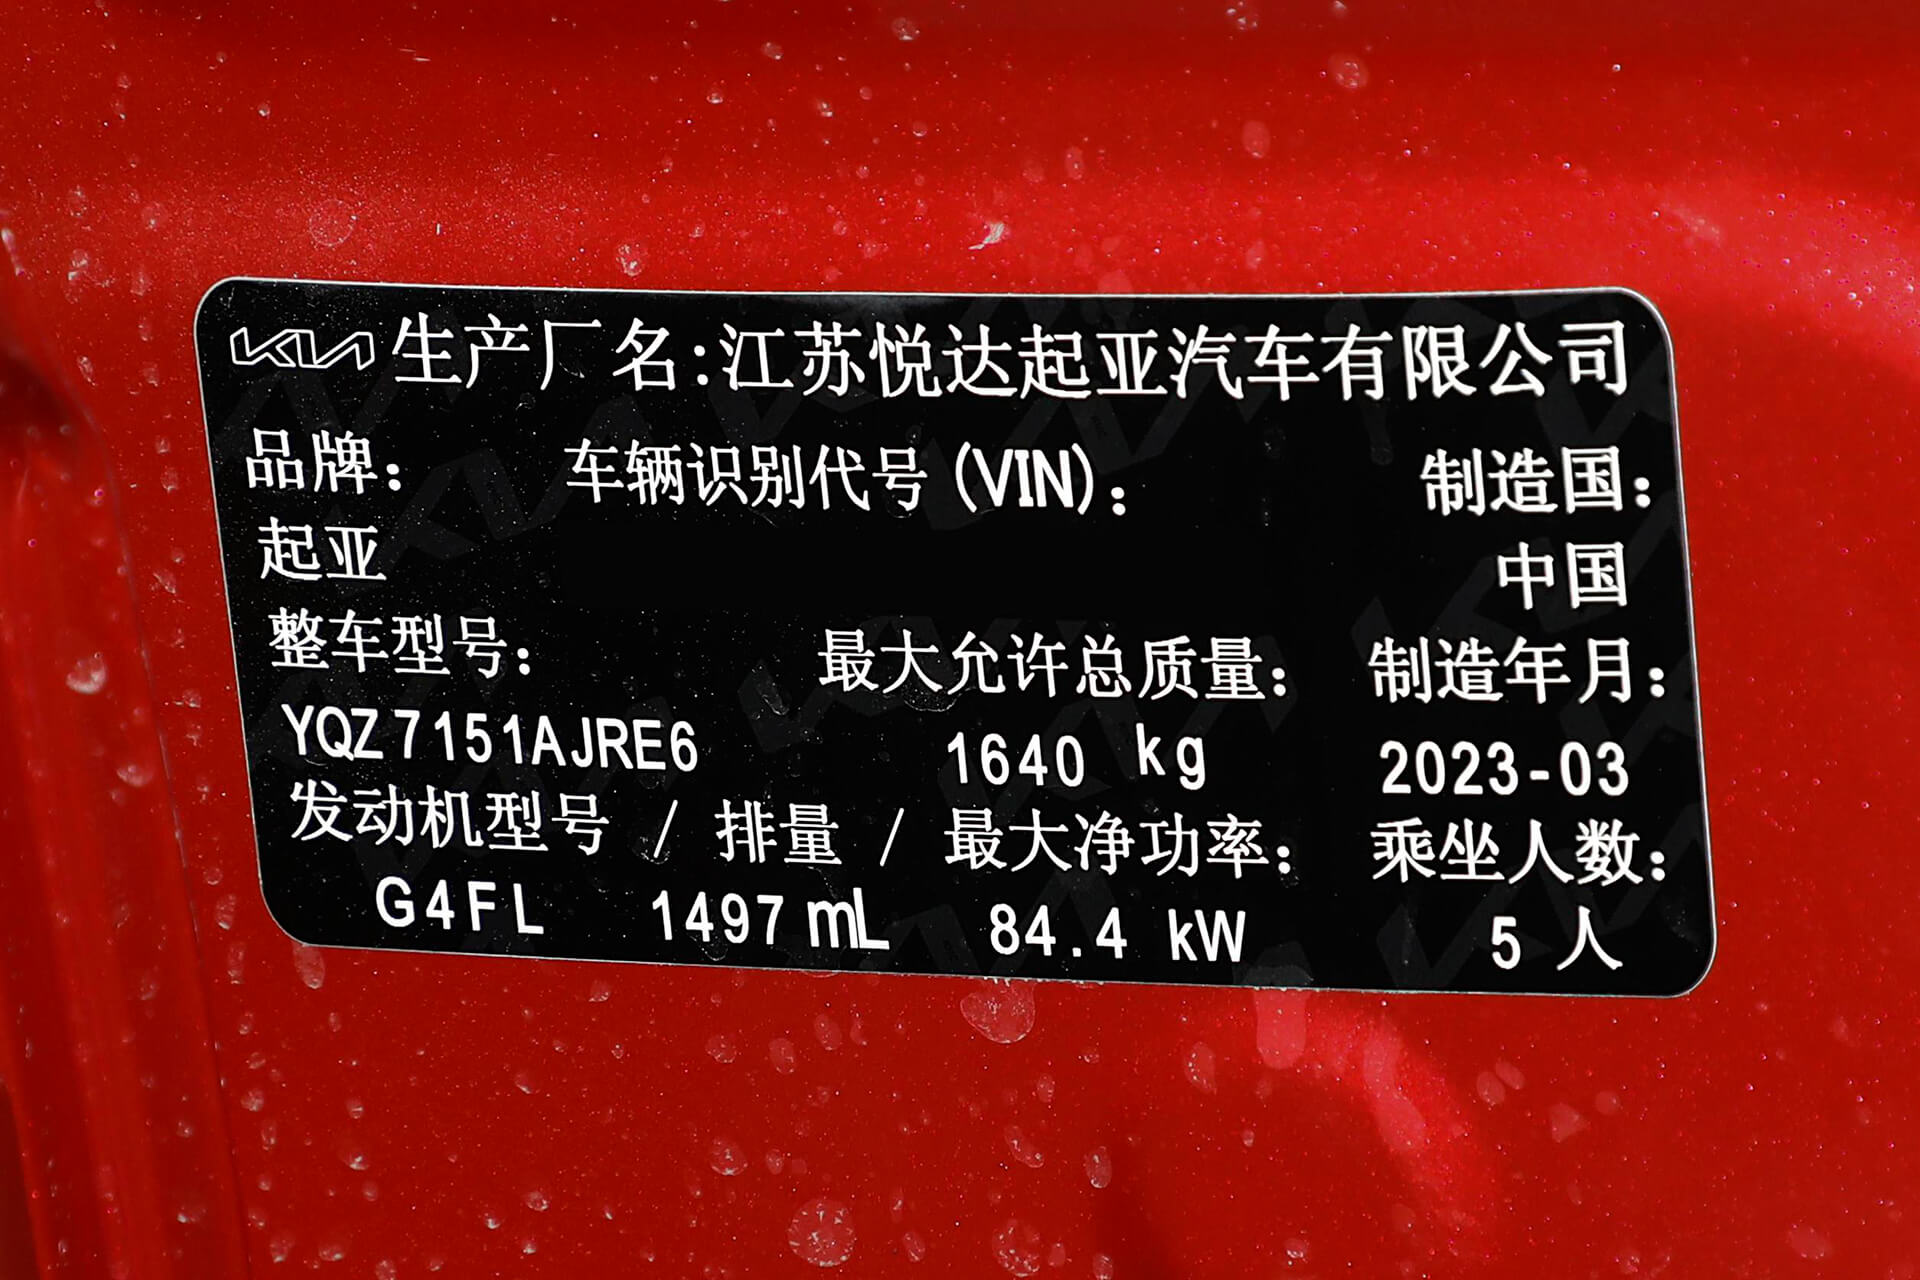 KIA 生产厂名:江苏悦达起亚汽车有限公司
品牌: 车辆识别代号(VIN): 制造国:
起亚 中国
整车型号: 最大允许总质量: 制造年月:
YQZ7151AJRE6 1640 kg 2023-03
发动机型号 / 排量 / 最大净功率: 乘坐人数:
G4FL 1497 mL 84.4 kW 5 人